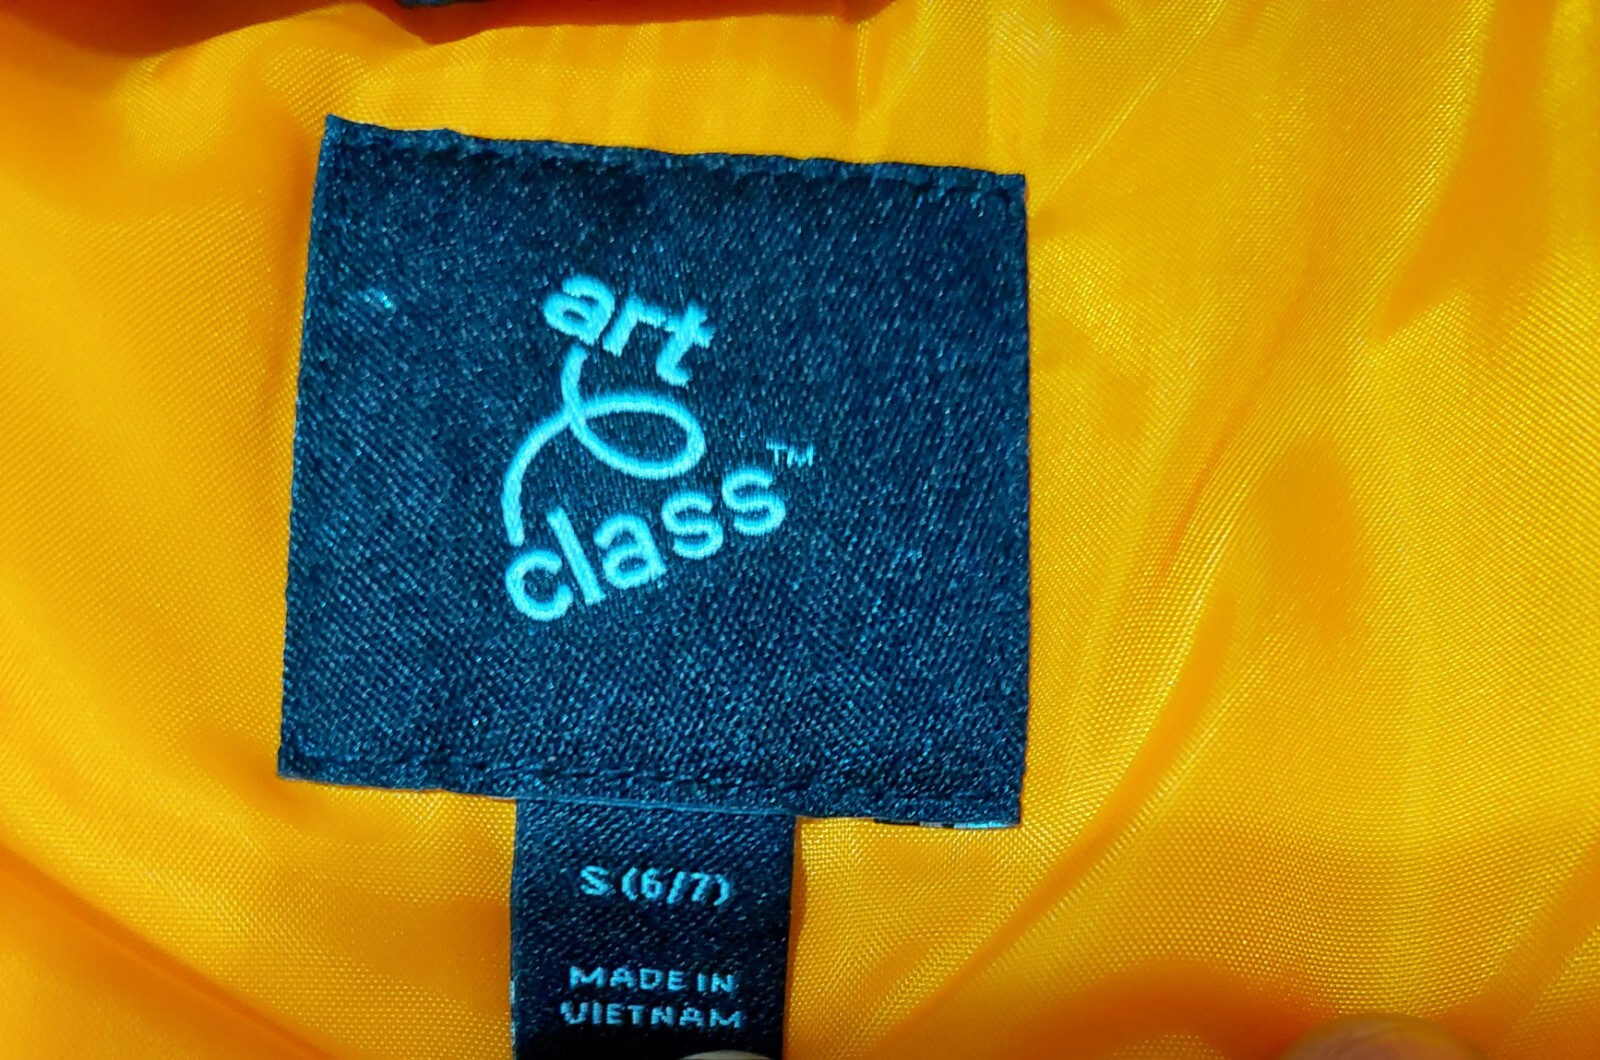 art
class™
S (6/7)
MADE IN
VIETNAM